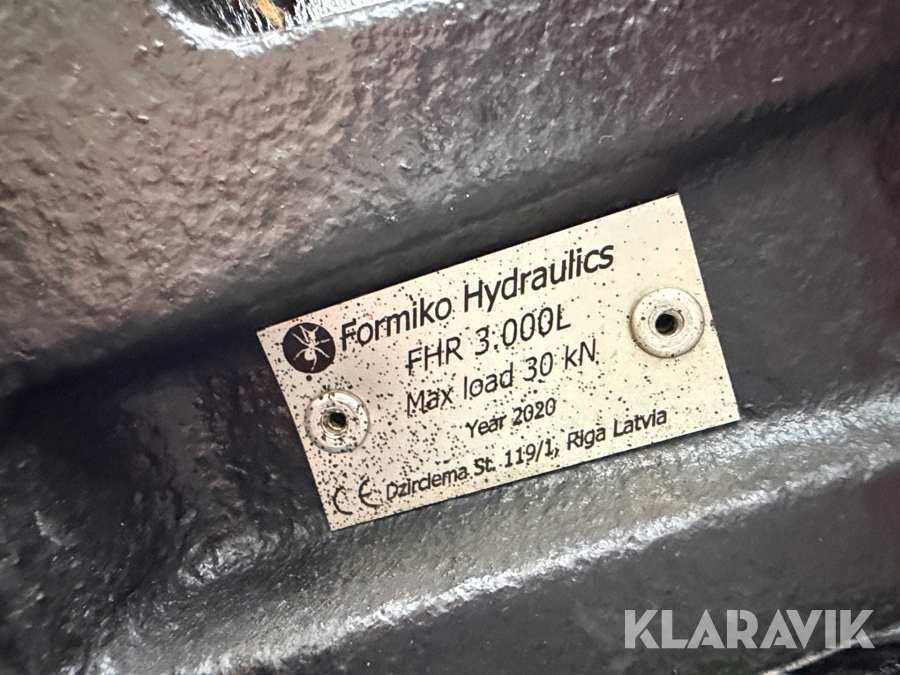 Formiko Hydraulics
FHR 3.000L
Max load 30 kN
Year 2020
CE Dzirciema St. 119/1, Riga Latvia
KLARAVIK